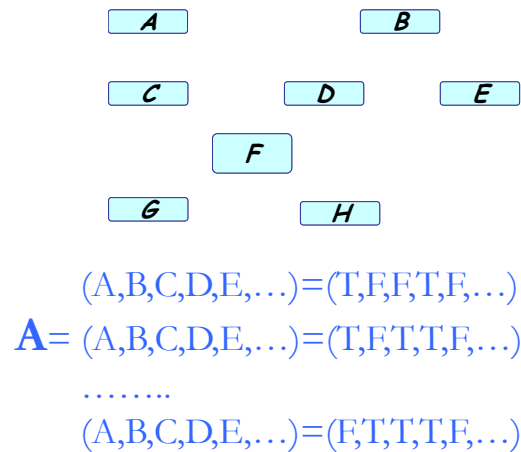 A B
C D E
F
G H
(A,B,C,D,E,…)=(T,F,F,T,F,…)
A= (A,B,C,D,E,…)=(T,F,T,T,F,…)
……..
(A,B,C,D,E,…)=(F,T,T,T,F,…)